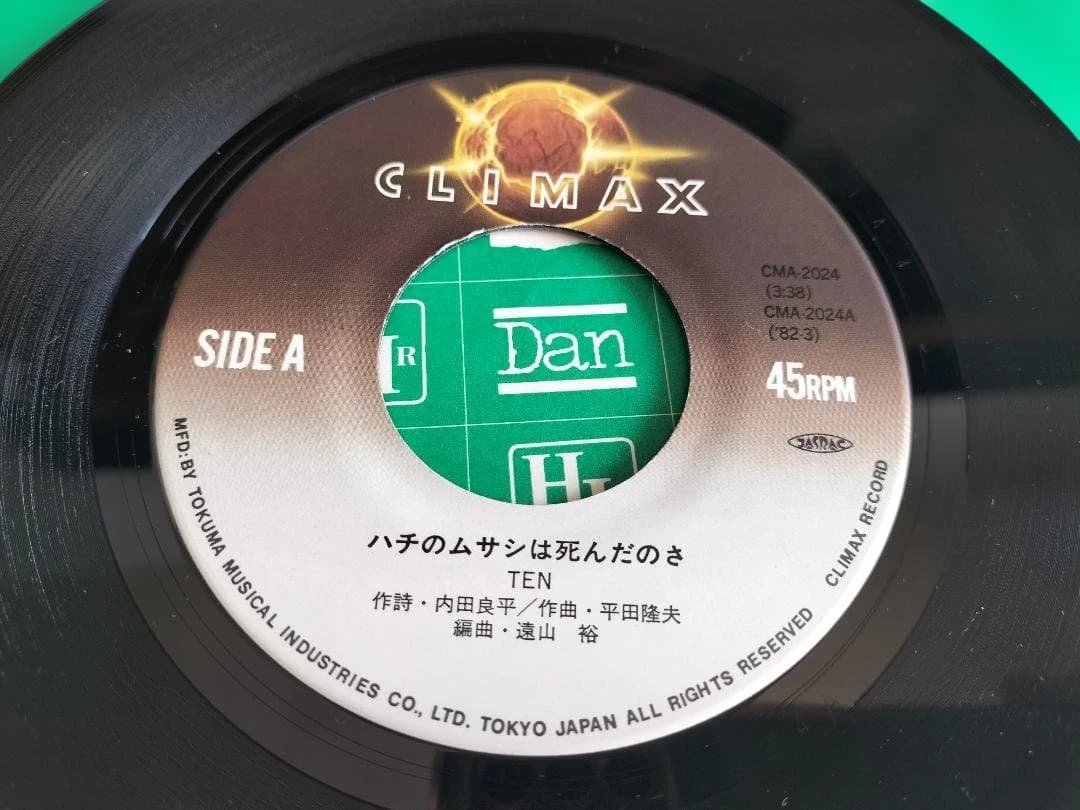 CLIMAX
CMA-2024
(3:38)
CMA-2024A
('82-3)
SIDE A
45RPM
JASRAC
R
Dan
H
ハチのムサシは死んだのさ
TEN
作詩・内田良平/作曲・平田隆夫
編曲・遠山 裕
MFD: BY TOKUMA MUSICAL INDUSTRIES CO., LTD. TOKYO JAPAN ALL RIGHTS RESERVED CLIMAX RECORD